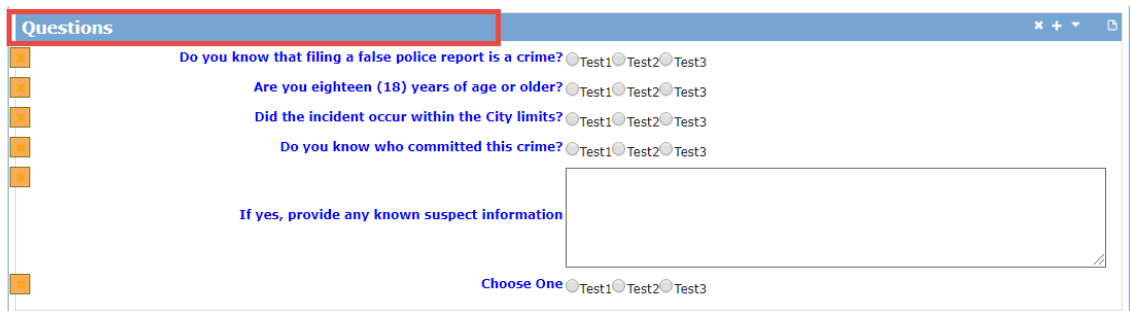 Questions
Do you know that filing a false police report is a crime? Test1 Test2 Test3
Are you eighteen (18) years of age or older? Test1 Test2 Test3
Did the incident occur within the City limits? Test1 Test2 Test3
Do you know who committed this crime? Test1 Test2 Test3
If yes, provide any known suspect information
Choose One Test1 Test2 Test3